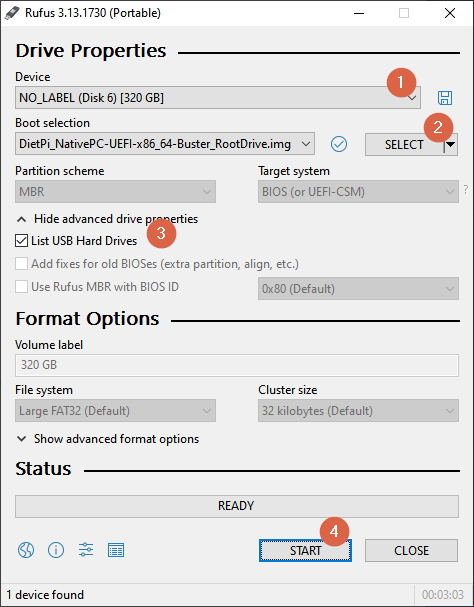 Rufus 3.13.1730 (Portable)
Drive Properties
Device
1
NO_LABEL (Disk 6) [320 GB]
Boot selection
2
DietPi_NativePC-UEFI-x86_64-Buster_RootDrive.img
SELECT
Partition scheme
Target system
MBR
BIOS (or UEFI-CSM)
?
Hide advanced drive properties
3
List USB Hard Drives
Add fixes for old BIOSes (extra partition, align, etc.)
Use Rufus MBR with BIOS ID
0x80 (Default)
Format Options
Volume label
320 GB
File system
Cluster size
Large FAT32 (Default)
32 kilobytes (Default)
Show advanced format options
Status
READY
4
START
CLOSE
1 device found
00:03:03